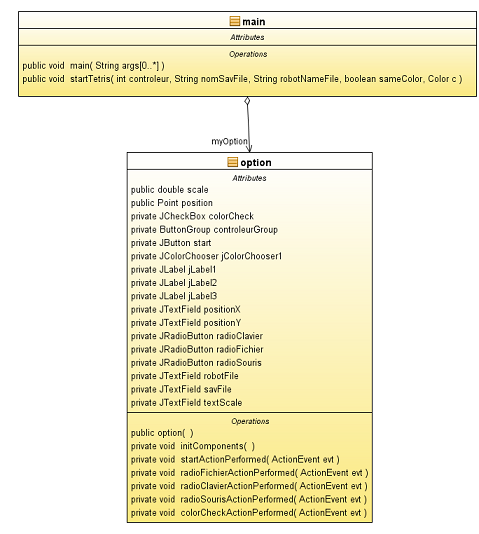 main
Attributes
Operations
public void main( String args[0..*] )
public void startTetris( int controleur, String nomSavFile, String robotNameFile, boolean sameColor, Color c )
myOption
option
Attributes
public double scale
public Point position
private JCheckBox colorCheck
private ButtonGroup controleurGroup
private JButton start
private JColorChooser jColorChooser1
private JLabel jLabel1
private JLabel jLabel2
private JLabel jLabel3
private JTextField positionX
private JTextField positionY
private JRadioButton radioClavier
private JRadioButton radioFichier
private JRadioButton radioSouris
private JTextField robotFile
private JTextField savFile
private JTextField textScale
Operations
public option( )
private void initComponents( )
private void startActionPerformed( ActionEvent evt )
private void radioFichierActionPerformed( ActionEvent evt )
private void radioClavierActionPerformed( ActionEvent evt )
private void radioSourisActionPerformed( ActionEvent evt )
private void colorCheckActionPerformed( ActionEvent evt )